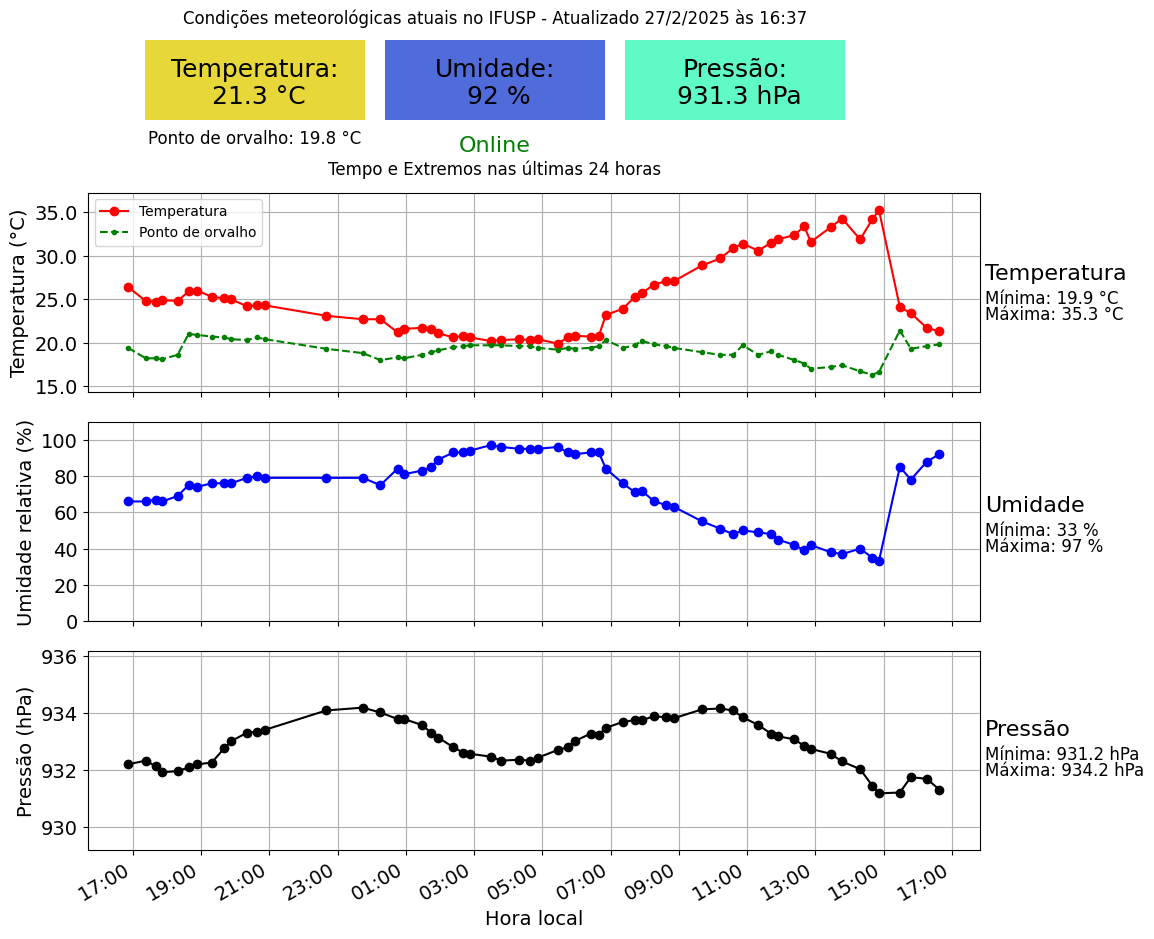 Condições meteorológicas atuais no IFUSP - Atualizado 27/2/2025 às 16:37
Temperatura:
21.3 °C
Umidade:
92 %
Pressão:
931.3 hPa
Ponto de orvalho: 19.8 °C
Online
Tempo e Extremos nas últimas 24 horas
Temperatura (°C)
35.0
30.0
25.0
20.0
15.0
Temperatura
Ponto de orvalho
Temperatura
Mínima: 19.9 °C
Máxima: 35.3 °C
Umidade relativa (%)
100
80
60
40
20
0
Umidade
Mínima: 33 %
Máxima: 97 %
Pressão (hPa)
936
934
932
930
Pressão
Mínima: 931.2 hPa
Máxima: 934.2 hPa
17:00
19:00
21:00
23:00
01:00
03:00
05:00
07:00
09:00
11:00
13:00
15:00
17:00
Hora local